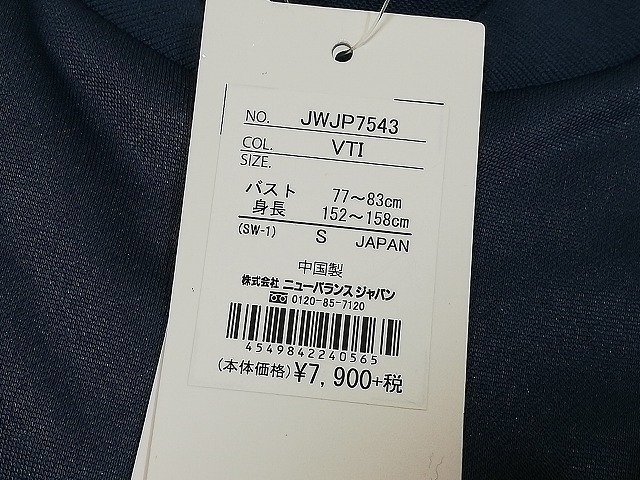 NO. JWJP7543
COL. VTI
SIZE.
バスト 77～83cm
身長 152～158cm
(SW-1) S JAPAN
中国製
株式会社 ニューバランス ジャパン
0120-85-7120
4549842240565
(本体価格)¥7,900+税